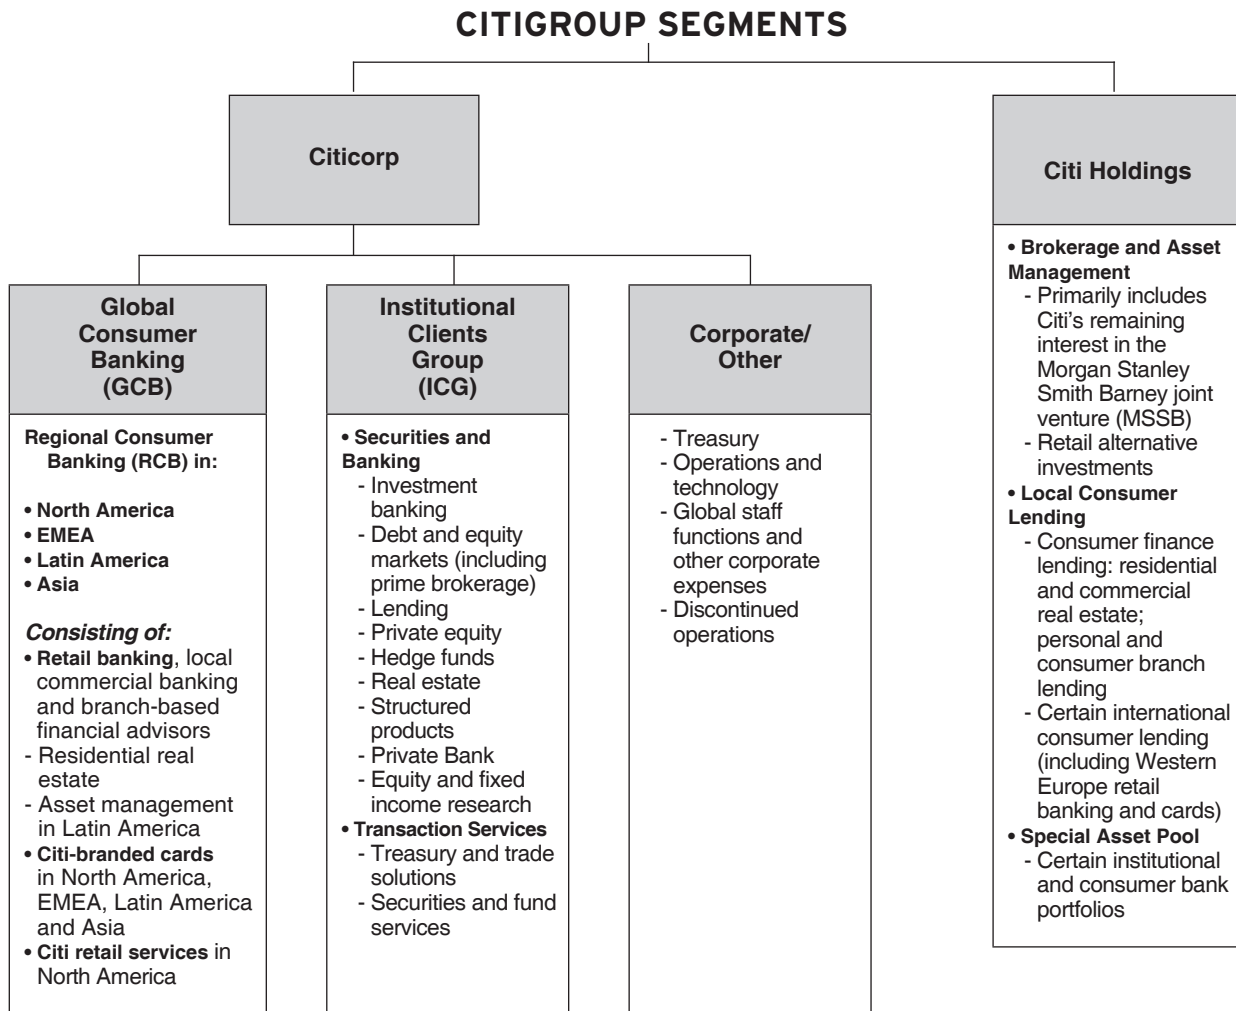 CITIGROUP SEGMENTS
Citicorp
Citi Holdings
Global
Consumer
Banking
(GCB)
Regional Consumer
Banking (RCB) in:
• North America
• EMEA
• Latin America
• Asia
Consisting of:
• Retail banking, local
commercial banking
and branch-based
financial advisors
- Residential real
estate
- Asset management
in Latin America
• Citi-branded cards
in North America,
EMEA, Latin America
and Asia
• Citi retail services in
North America
Institutional
Clients
Group
(ICG)
• Securities and
Banking
- Investment
banking
- Debt and equity
markets (including
prime brokerage)
- Lending
- Private equity
- Hedge funds
- Real estate
- Structured
products
- Private Bank
- Equity and fixed
income research
• Transaction Services
- Treasury and trade
solutions
- Securities and fund
services
Corporate/
Other
- Treasury
- Operations and
technology
- Global staff
functions and
other corporate
expenses
- Discontinued
operations
• Brokerage and Asset
Management
- Primarily includes
Citi’s remaining
interest in the
Morgan Stanley
Smith Barney joint
venture (MSSB)
- Retail alternative
investments
• Local Consumer
Lending
- Consumer finance
lending: residential
and commercial
real estate;
personal and
consumer branch
lending
- Certain international
consumer lending
(including Western
Europe retail
banking and cards)
• Special Asset Pool
- Certain institutional
and consumer bank
portfolios